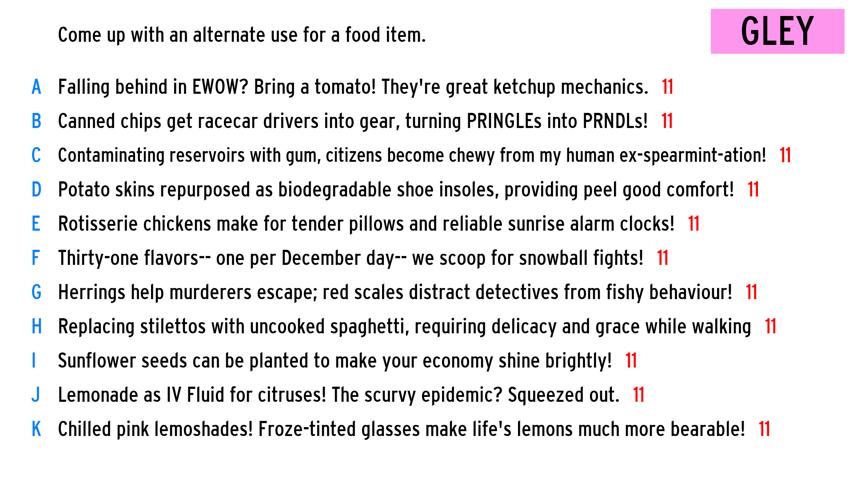 Come up with an alternate use for a food item.
GLEY
A Falling behind in EWOW? Bring a tomato! They're great ketchup mechanics. 11
B Canned chips get racecar drivers into gear, turning PRINGLEs into PRNDLs! 11
C Contaminating reservoirs with gum, citizens become chewy from my human ex-spearmint-ation! 11
D Potato skins repurposed as biodegradable shoe insoles, providing peel good comfort! 11
E Rotisserie chickens make for tender pillows and reliable sunrise alarm clocks! 11
F Thirty-one flavors-- one per December day-- we scoop for snowball fights! 11
G Herrings help murderers escape; red scales distract detectives from fishy behaviour! 11
H Replacing stilettos with uncooked spaghetti, requiring delicacy and grace while walking 11
I Sunflower seeds can be planted to make your economy shine brightly! 11
J Lemonade as IV Fluid for citruses! The scurvy epidemic? Squeezed out. 11
K Chilled pink lemoshades! Froze-tinted glasses make life's lemons much more bearable! 11